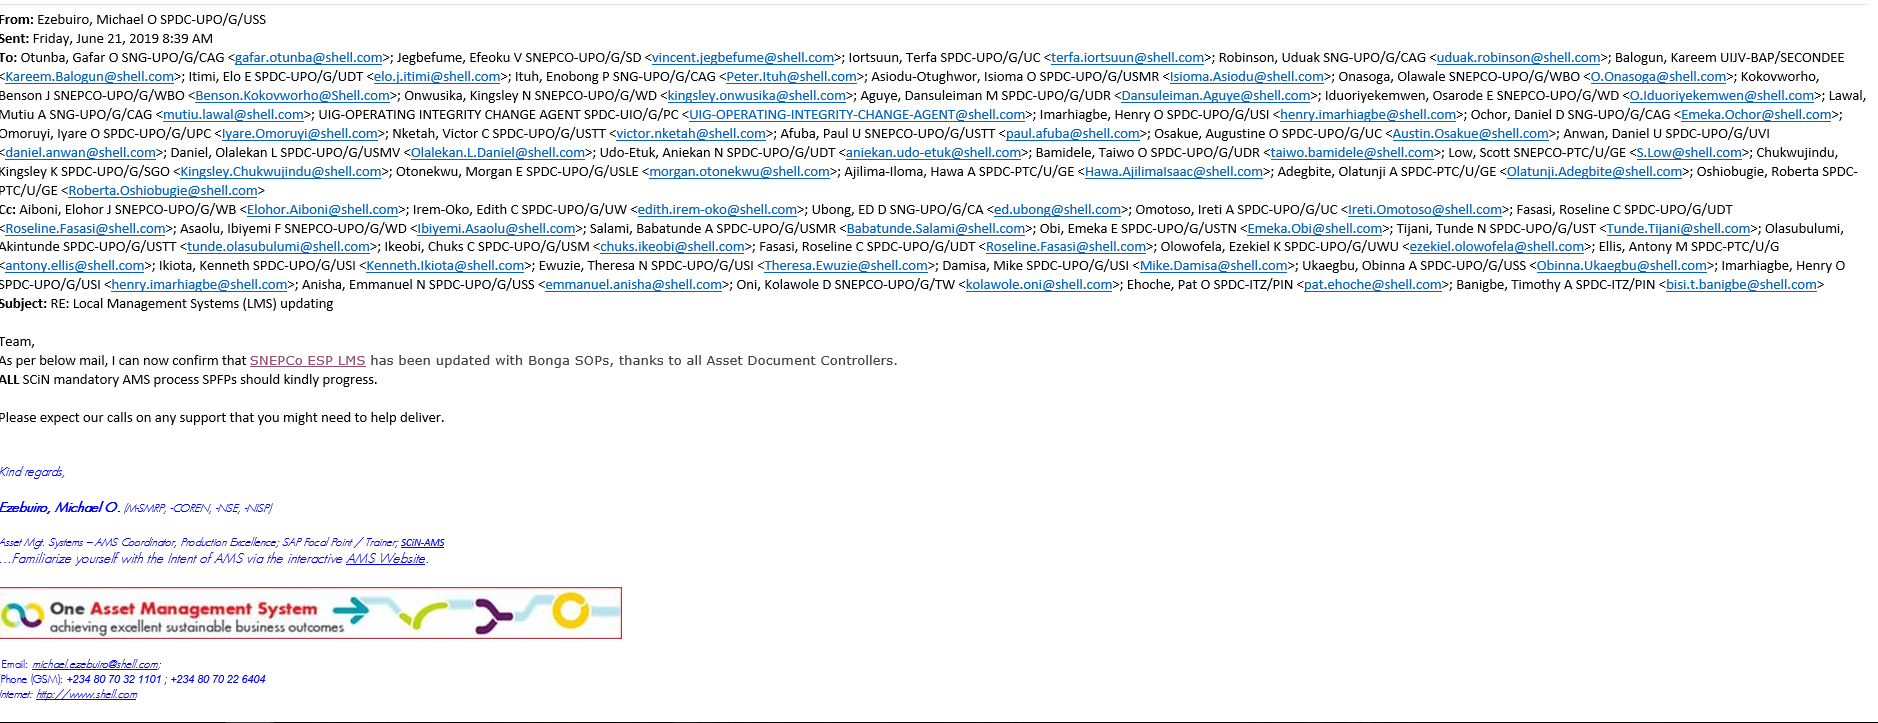 From: Ezebuiro, Michael O SPDC-UPO/G/USS
Sent: Friday, June 21, 2019 8:39 AM
To: Otunba, Gafar O SNG-UPO/G/CAG <gafar.otunba@shell.com>; Jegbefume, Efeoku V SNEPCO-UPO/G/SD <vincent.jegbefume@shell.com>; Iortsuun, Terfa SPDC-UPO/G/UC <terfa.iortsuun@shell.com>; Robinson, Uduak SNG-UPO/G/CAG <uduak.robinson@shell.com>; Balogun, Kareem UIJV-BAP/SECONDEE
<Kareem.Balogun@shell.com>; Itimi, Elo E SPDC-UPO/G/UDT <elo.j.itimi@shell.com>; Ituh, Enobong P SNG-UPO/G/CAG <Peter.Ituh@shell.com>; Asiodu-Otughwor, Isioma O SPDC-UPO/G/USMR <Isioma.Asiodu@shell.com>; Onasoga, Olawale SNEPCO-UPO/G/WBO <O.Onasoga@shell.com>; Kokovworho,
Benson J SNEPCO-UPO/G/WBO <Benson.Kokovworho@Shell.com>; Onwusika, Kingsley N SNEPCO-UPO/G/WD <kingsley.onwusika@shell.com>; Aguye, Dansuleiman M SPDC-UPO/G/UDR <Dansuleiman.Aguye@shell.com>; Iduoriyekemwen, Osarode E SNEPCO-UPO/G/WD <O.Iduoriyekemwen@shell.com>; Lawal,
Mutiu A SNG-UPO/G/CAG <mutiu.lawal@shell.com>; UIG-OPERATING INTEGRITY CHANGE AGENT SPDC-UIO/G/PC <UIG-OPERATING-INTEGRITY-CHANGE-AGENT@shell.com>; Imarhiagbe, Henry O SPDC-UPO/G/USI <henry.imarhiagbe@shell.com>; Ochor, Daniel D SNG-UPO/G/CAG <Emeka.Ochor@shell.com>;
Omoruyi, Iyare O SPDC-UPO/G/UPC <Iyare.Omoruyi@shell.com>; Nketah, Victor C SPDC-UPO/G/USTT <victor.nketah@shell.com>; Afuba, Paul U SNEPCO-UPO/G/USTT <paul.afuba@shell.com>; Osakue, Augustine O SPDC-UPO/G/UC <Austin.Osakue@shell.com>; Anwan, Daniel U SPDC-UPO/G/UVI
<daniel.anwan@shell.com>; Daniel, Olalekan L SPDC-UPO/G/USMV <Olalekan.L.Daniel@shell.com>; Udo-Etuk, Aniekan N SPDC-UPO/G/UDT <aniekan.udo-etuk@shell.com>; Bamidele, Taiwo O SPDC-UPO/G/UDR <taiwo.bamidele@shell.com>; Low, Scott SNEPCO-PTC/U/GE <S.Low@shell.com>; Chukwujindu,
Kingsley K SPDC-UPO/G/SGO <Kingsley.Chukwujindu@shell.com>; Otonekwu, Morgan E SPDC-UPO/G/USLE <morgan.otonekwu@shell.com>; Ajilima-Iloma, Hawa A SPDC-PTC/U/GE <Hawa.AjilimaIsaac@shell.com>; Adegbite, Olatunji A SPDC-PTC/U/GE <Olatunji.Adegbite@shell.com>; Oshiobugie, Roberta SPDC-
PTC/U/GE <Roberta.Oshiobugie@shell.com>
Cc: Aiboni, Elohor J SNEPCO-UPO/G/WB <Elohor.Aiboni@shell.com>; Irem-Oko, Edith C SPDC-UPO/G/UW <edith.irem-oko@shell.com>; Ubong, ED D SNG-UPO/G/CA <ed.ubong@shell.com>; Omotoso, Ireti A SPDC-UPO/G/UC <Ireti.Omotoso@shell.com>; Fasasi, Roseline C SPDC-UPO/G/UDT
<Roseline.Fasasi@shell.com>; Asaolu, Ibiyemi F SNEPCO-UPO/G/WD <Ibiyemi.Asaolu@shell.com>; Salami, Babatunde A SPDC-UPO/G/USMR <Babatunde.Salami@shell.com>; Obi, Emeka E SPDC-UPO/G/USTN <Emeka.Obi@shell.com>; Tijani, Tunde N SPDC-UPO/G/UST <Tunde.Tijani@shell.com>; Olasubulumi,
Akintunde SPDC-UPO/G/USTT <tunde.olasubulumi@shell.com>; Ikeobi, Chuks C SPDC-UPO/G/USM <chuks.ikeobi@shell.com>; Fasasi, Roseline C SPDC-UPO/G/UDT <Roseline.Fasasi@shell.com>; Olowofela, Ezekiel K SPDC-UPO/G/UWU <ezekiel.olowofela@shell.com>; Ellis, Antony M SPDC-PTC/U/G
<antony.ellis@shell.com>; Ikiota, Kenneth SPDC-UPO/G/USI <Kenneth.Ikiota@shell.com>; Ewuzie, Theresa N SPDC-UPO/G/USI <Theresa.Ewuzie@shell.com>; Damisa, Mike SPDC-UPO/G/USI <Mike.Damisa@shell.com>; Ukaegbu, Obinna A SPDC-UPO/G/USS <Obinna.Ukaegbu@shell.com>; Imarhiagbe, Henry O
SPDC-UPO/G/USI <henry.imarhiagbe@shell.com>; Anisha, Emmanuel N SPDC-UPO/G/USS <emmanuel.anisha@shell.com>; Oni, Kolawole D SNEPCO-UPO/G/TW <kolawole.oni@shell.com>; Ehoche, Pat O SPDC-ITZ/PIN <pat.ehoche@shell.com>; Banigbe, Timothy A SPDC-ITZ/PIN <bisi.t.banigbe@shell.com>
Subject: RE: Local Management Systems (LMS) updating
Team,
As per below mail, I can now confirm that SNEPCo ESP LMS has been updated with Bonga SOPs, thanks to all Asset Document Controllers.
ALL SCiN mandatory AMS process SPFPs should kindly progress.
Please expect our calls on any support that you might need to help deliver.
Kind regards,
Ezebuiro, Michael O. [M-SMRP, -COREN, -NSE, -NISP]
Asset Mgt. Systems – AMS Coordinator, Production Excellence; SAP Focal Point / Trainer; SCiN-AMS
...Familiarize yourself with the Intent of AMS via the interactive AMS Website.
One Asset Management System
achieving excellent sustainable business outcomes
Email: michael.ezebuiro@shell.com;
Phone (GSM): +234 80 70 32 1101 ; +234 80 70 22 6404
Internet: http://www.shell.com